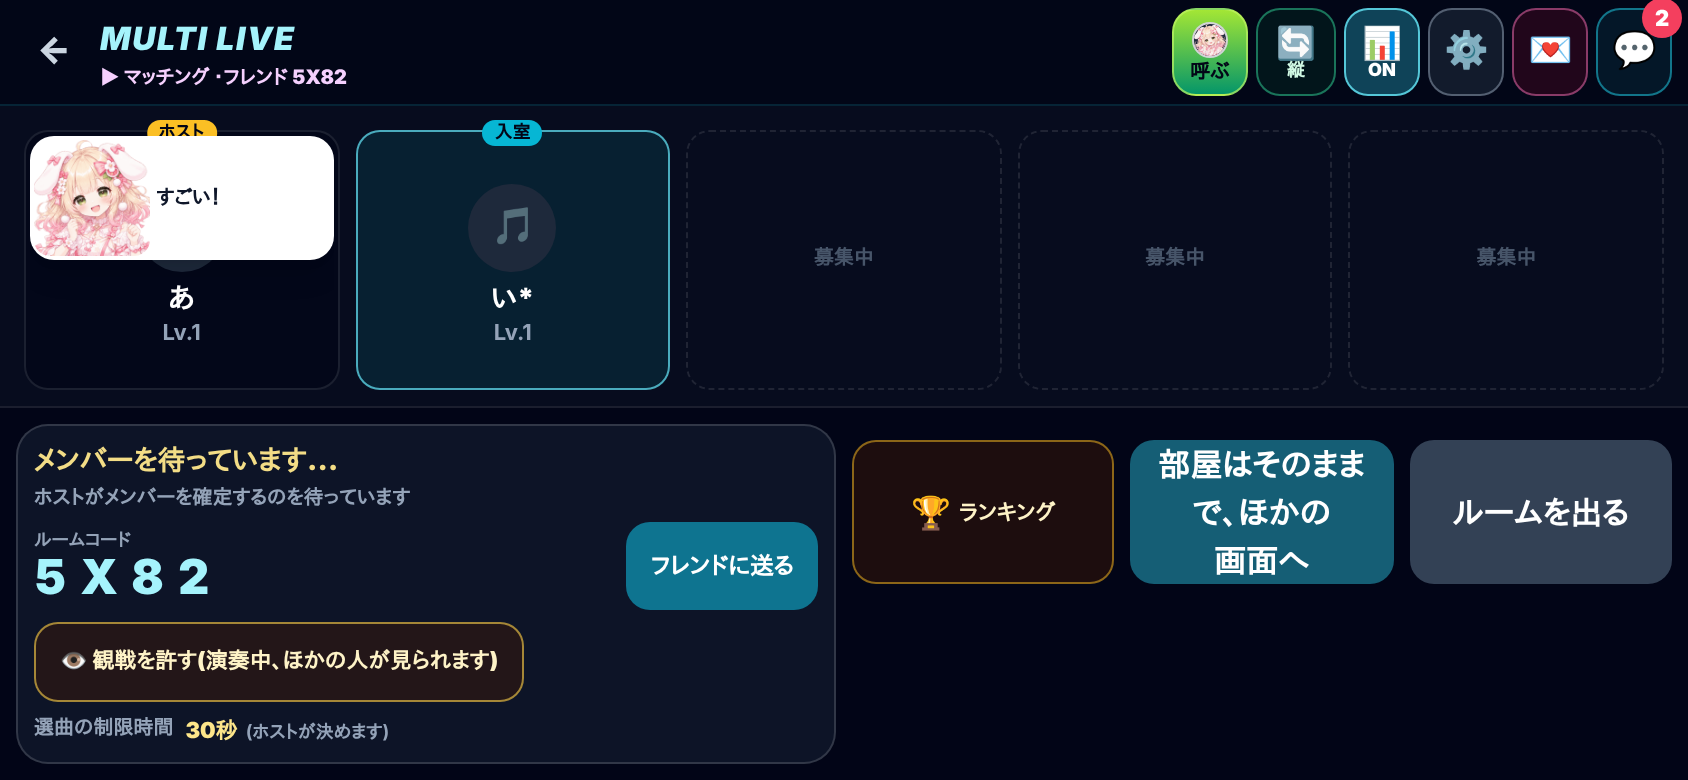 MULTI LIVE
▶ マッチング・フレンド 5X82
呼ぶ
縦
ON
2
ホスト
入室
すごい!
あ
Lv.1
い*
Lv.1
募集中
募集中
募集中
メンバーを待っています...
ホストがメンバーを確定するのを待っています
ルームコード
5X82
フレンドに送る
観戦を許す(演奏中、ほかの人が見られます)
選曲の制限時間 30秒 (ホストが決めます)
ランキング
部屋はそのまま
で、ほかの
画面へ
ルームを出る